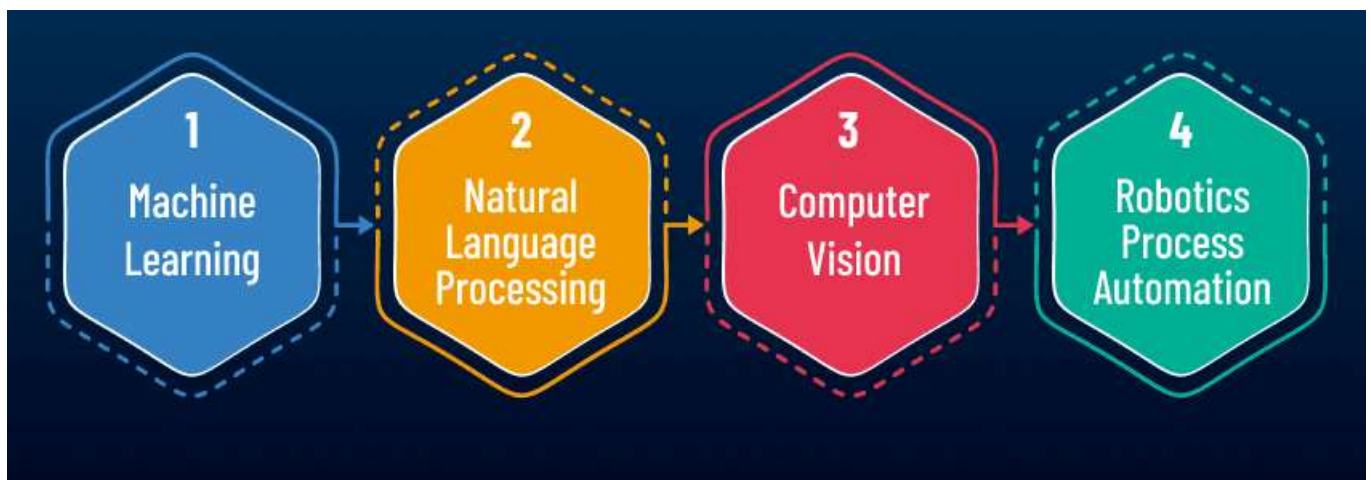 1
Machine
Learning
2
Natural
Language
Processing
3
Computer
Vision
4
Robotics
Process
Automation